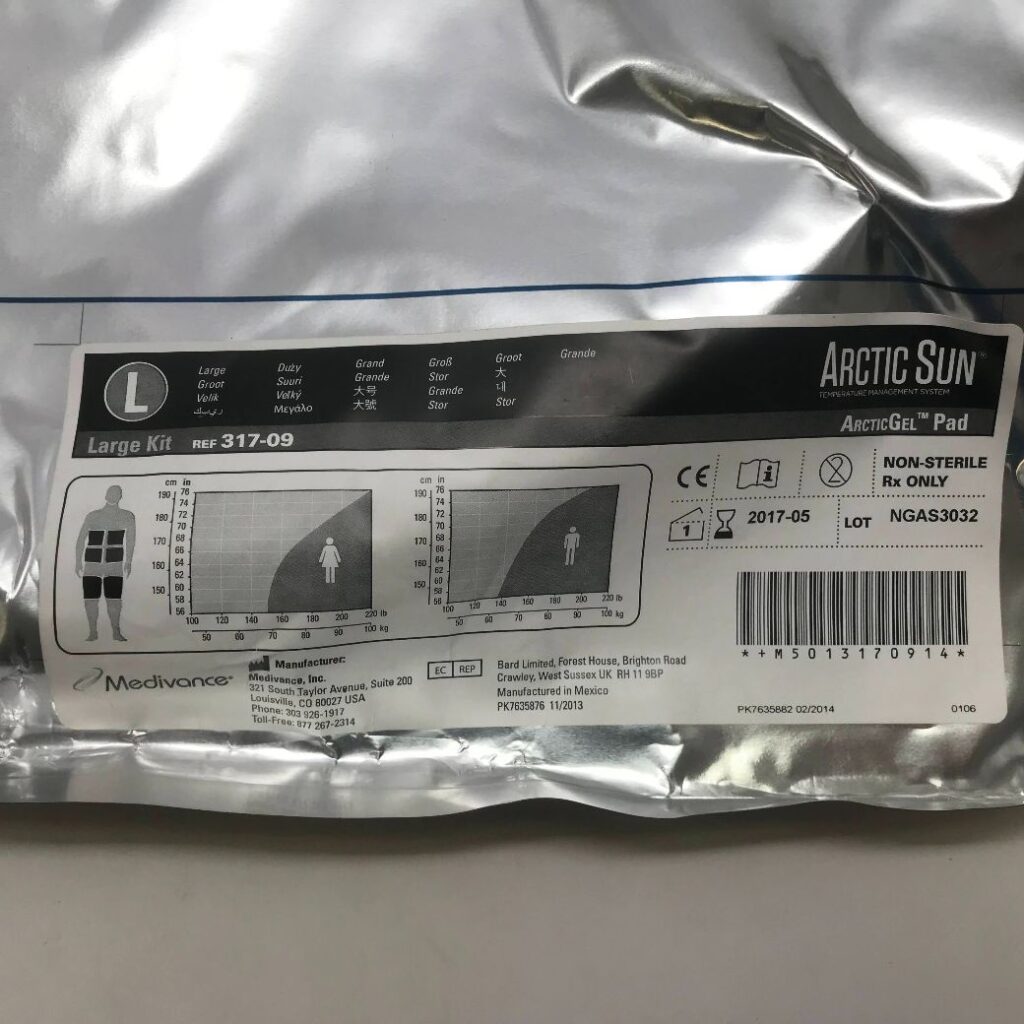 L
Large Duży Grand Groß Groot Grande
Groot Suuri Grande Stor 大
Velik Veľký 大号 Grande 대
Μεγάλο 大號 Stor Stor
ARCTIC SUN®
TEMPERATURE MANAGEMENT SYSTEM
ARCTICGEL™ Pad
Large Kit REF 317-09
cm in
190 76
74
180 72
70
170 68
66
64
160 62
60
150 58
56
100 120 140 160 180 200 220 lb
50 60 70 80 90 100 kg
cm in
190 76
74
180 72
70
170 68
66
64
160 62
60
150 58
56
100 120 140 160 180 200 220 lb
50 60 70 80 90 100 kg
CE
i
2
NON-STERILE
Rx ONLY
1
2017-05
LOT NGAS3032
*+M5013170914*
Medivance®
Manufacturer:
Medivance, Inc.
321 South Taylor Avenue, Suite 200
Louisville, CO 80027 USA
Phone: 303 926-1917
Toll-Free: 877 267-2314
EC REP
Bard Limited, Forest House, Brighton Road
Crawley, West Sussex UK RH 11 9BP
Manufactured in Mexico
PK7635876 11/2013
PK7635882 02/2014
0106